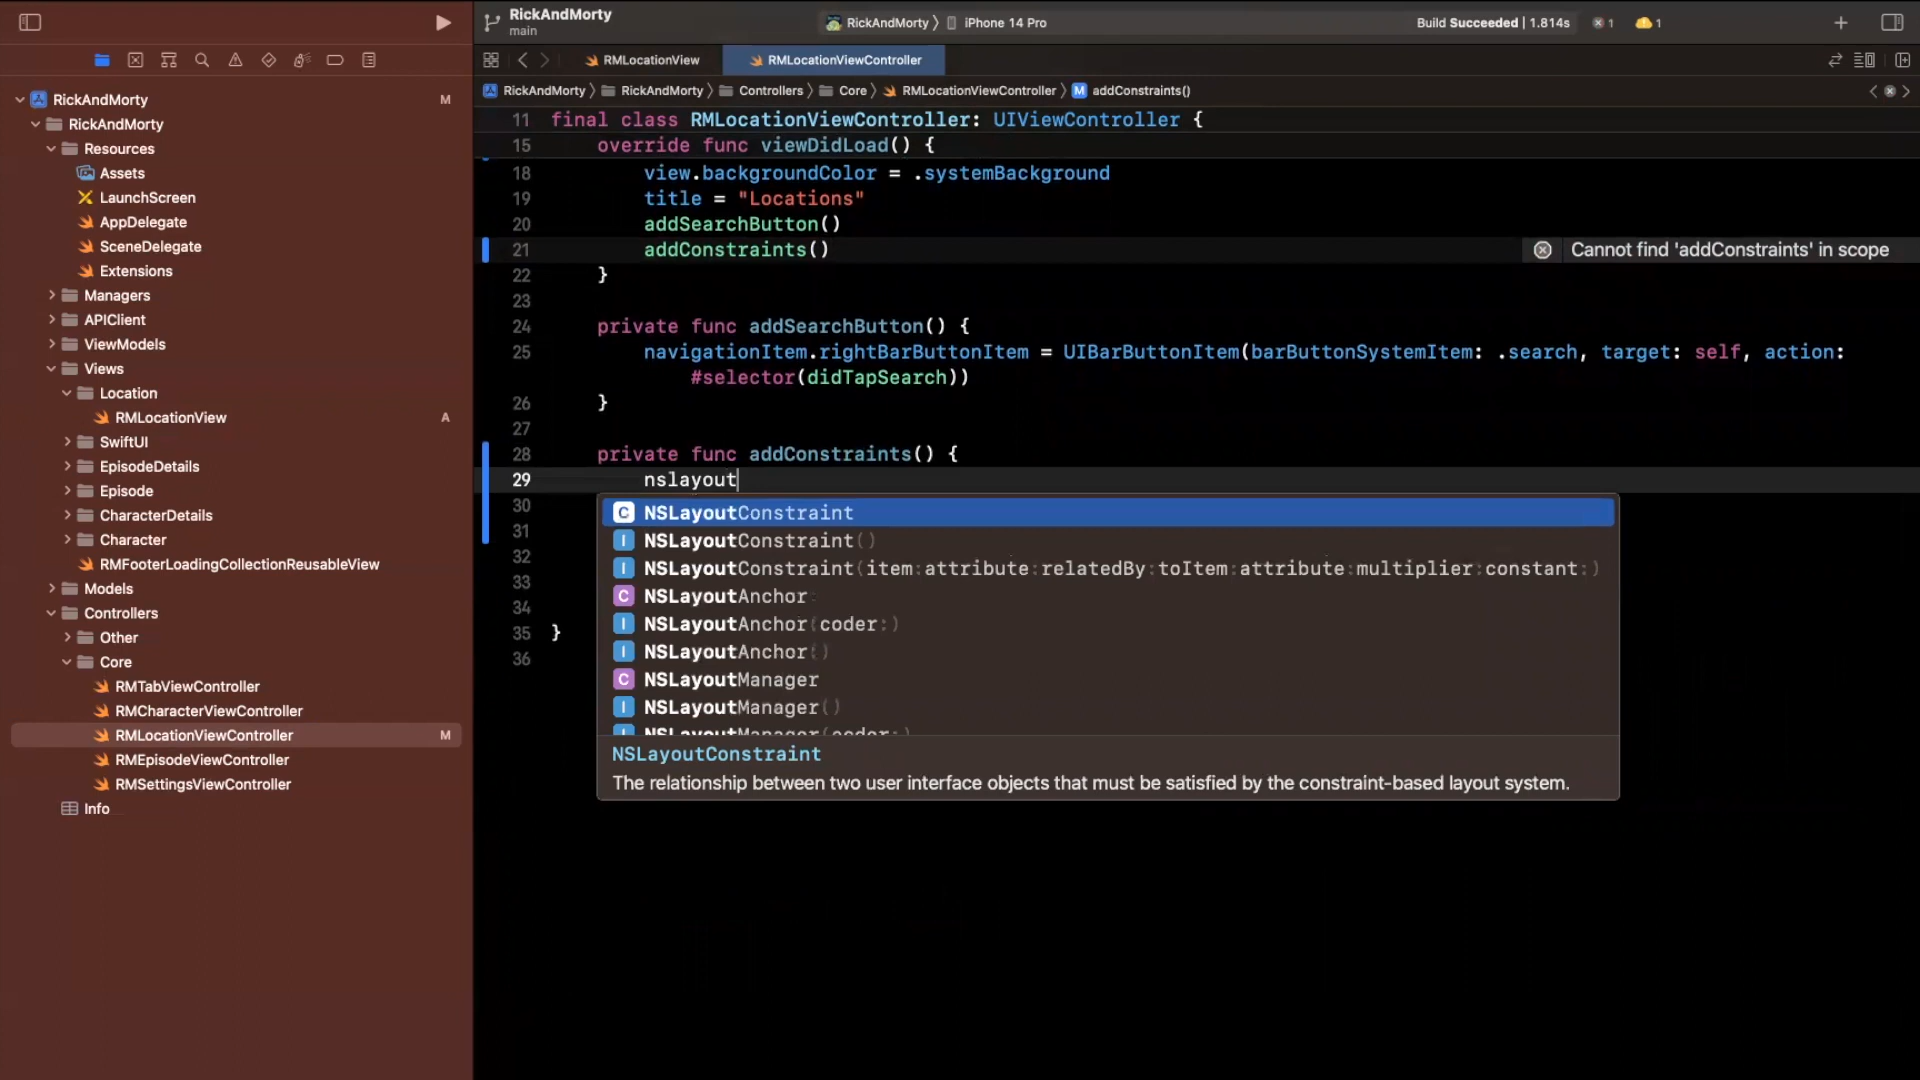 RickAndMorty
main
RickAndMorty
iPhone 14 Pro
Build Succeeded | 1.814s
1
1
RMLocationView
RMLocationViewController
RickAndMorty
RickAndMorty
Controllers
Core
RMLocationViewController
M
addConstraints()
RickAndMorty
M
RickAndMorty
Resources
Assets
LaunchScreen
AppDelegate
SceneDelegate
Extensions
Managers
APIClient
ViewModels
Views
Location
RMLocationView
A
SwiftUI
EpisodeDetails
Episode
CharacterDetails
Character
RMFooterLoadingCollectionReusableView
Models
Controllers
Other
Core
RMTabViewController
RMCharacterViewController
RMLocationViewController
M
RMEpisodeViewController
RMSettingsViewController
Info
11 final class RMLocationViewController: UIViewController {
15 override func viewDidLoad() {
18 view.backgroundColor = .systemBackground
19 title = "Locations"
20 addSearchButton()
21 addConstraints()
Cannot find 'addConstraints' in scope
22 }
23
24 private func addSearchButton() {
25 navigationItem.rightBarButtonItem = UIBarButtonItem(barButtonSystemItem: .search, target: self, action:
#selector(didTapSearch))
26 }
27
28 private func addConstraints() {
29 nslayout
30
31
32
33
34
35 }
36
C NSLayoutConstraint
I NSLayoutConstraint()
I NSLayoutConstraint(item:attribute:relatedBy:toItem:attribute:multiplier:constant:)
C NSLayoutAnchor
I NSLayoutAnchor(coder:)
I NSLayoutAnchor()
C NSLayoutManager
I NSLayoutManager()
I NSLayoutManager(coder:)
NSLayoutConstraint
The relationship between two user interface objects that must be satisfied by the constraint-based layout system.